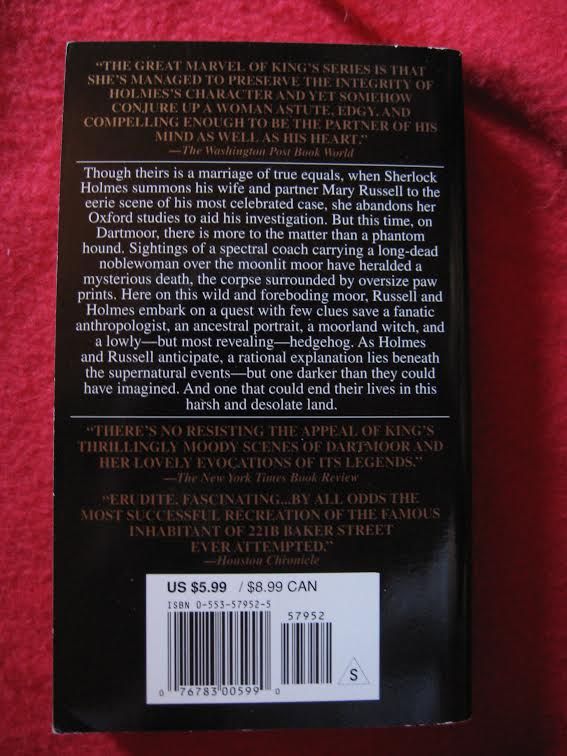 “THE GREAT MARVEL OF KING’S SERIES IS THAT
SHE’S MANAGED TO PRESERVE THE INTEGRITY OF
HOLMES’S CHARACTER AND YET SOMEHOW
CONJURE UP A WOMAN ASTUTE, EDGY, AND
COMPELLING ENOUGH TO BE THE PARTNER OF HIS
MIND AS WELL AS HIS HEART.”
—The Washington Post Book World
Though theirs is a marriage of true equals, when Sherlock
Holmes summons his wife and partner Mary Russell to the
eerie scene of his most celebrated case, she abandons her
Oxford studies to aid his investigation. But this time, on
Dartmoor, there is more to the matter than a phantom
hound. Sightings of a spectral coach carrying a long-dead
noblewoman over the moonlit moor have heralded a
mysterious death, the corpse surrounded by oversize paw
prints. Here on this wild and foreboding moor, Russell and
Holmes embark on a quest with few clues save a fanatic
anthropologist, an ancestral portrait, a moorland witch, and
a lowly—but most revealing—hedgehog. As Holmes
and Russell anticipate, a rational explanation lies beneath
the supernatural events—but one darker than they could
have imagined. And one that could end their lives in this
harsh and desolate land.
“THERE’S NO RESISTING THE APPEAL OF KING’S
THRILLINGLY MOODY SCENES OF DARTMOOR AND
HER LOVELY EVOCATIONS OF ITS LEGENDS.”
—The New York Times Book Review
“ERUDITE, FASCINATING...BY ALL ODDS THE
MOST SUCCESSFUL RECREATION OF THE FAMOUS
INHABITANT OF 221B BAKER STREET
EVER ATTEMPTED.”
—Houston Chronicle
US $5.99 / $8.99 CAN
ISBN 0-553-57952-5
57952
S
0 76783 00599 0